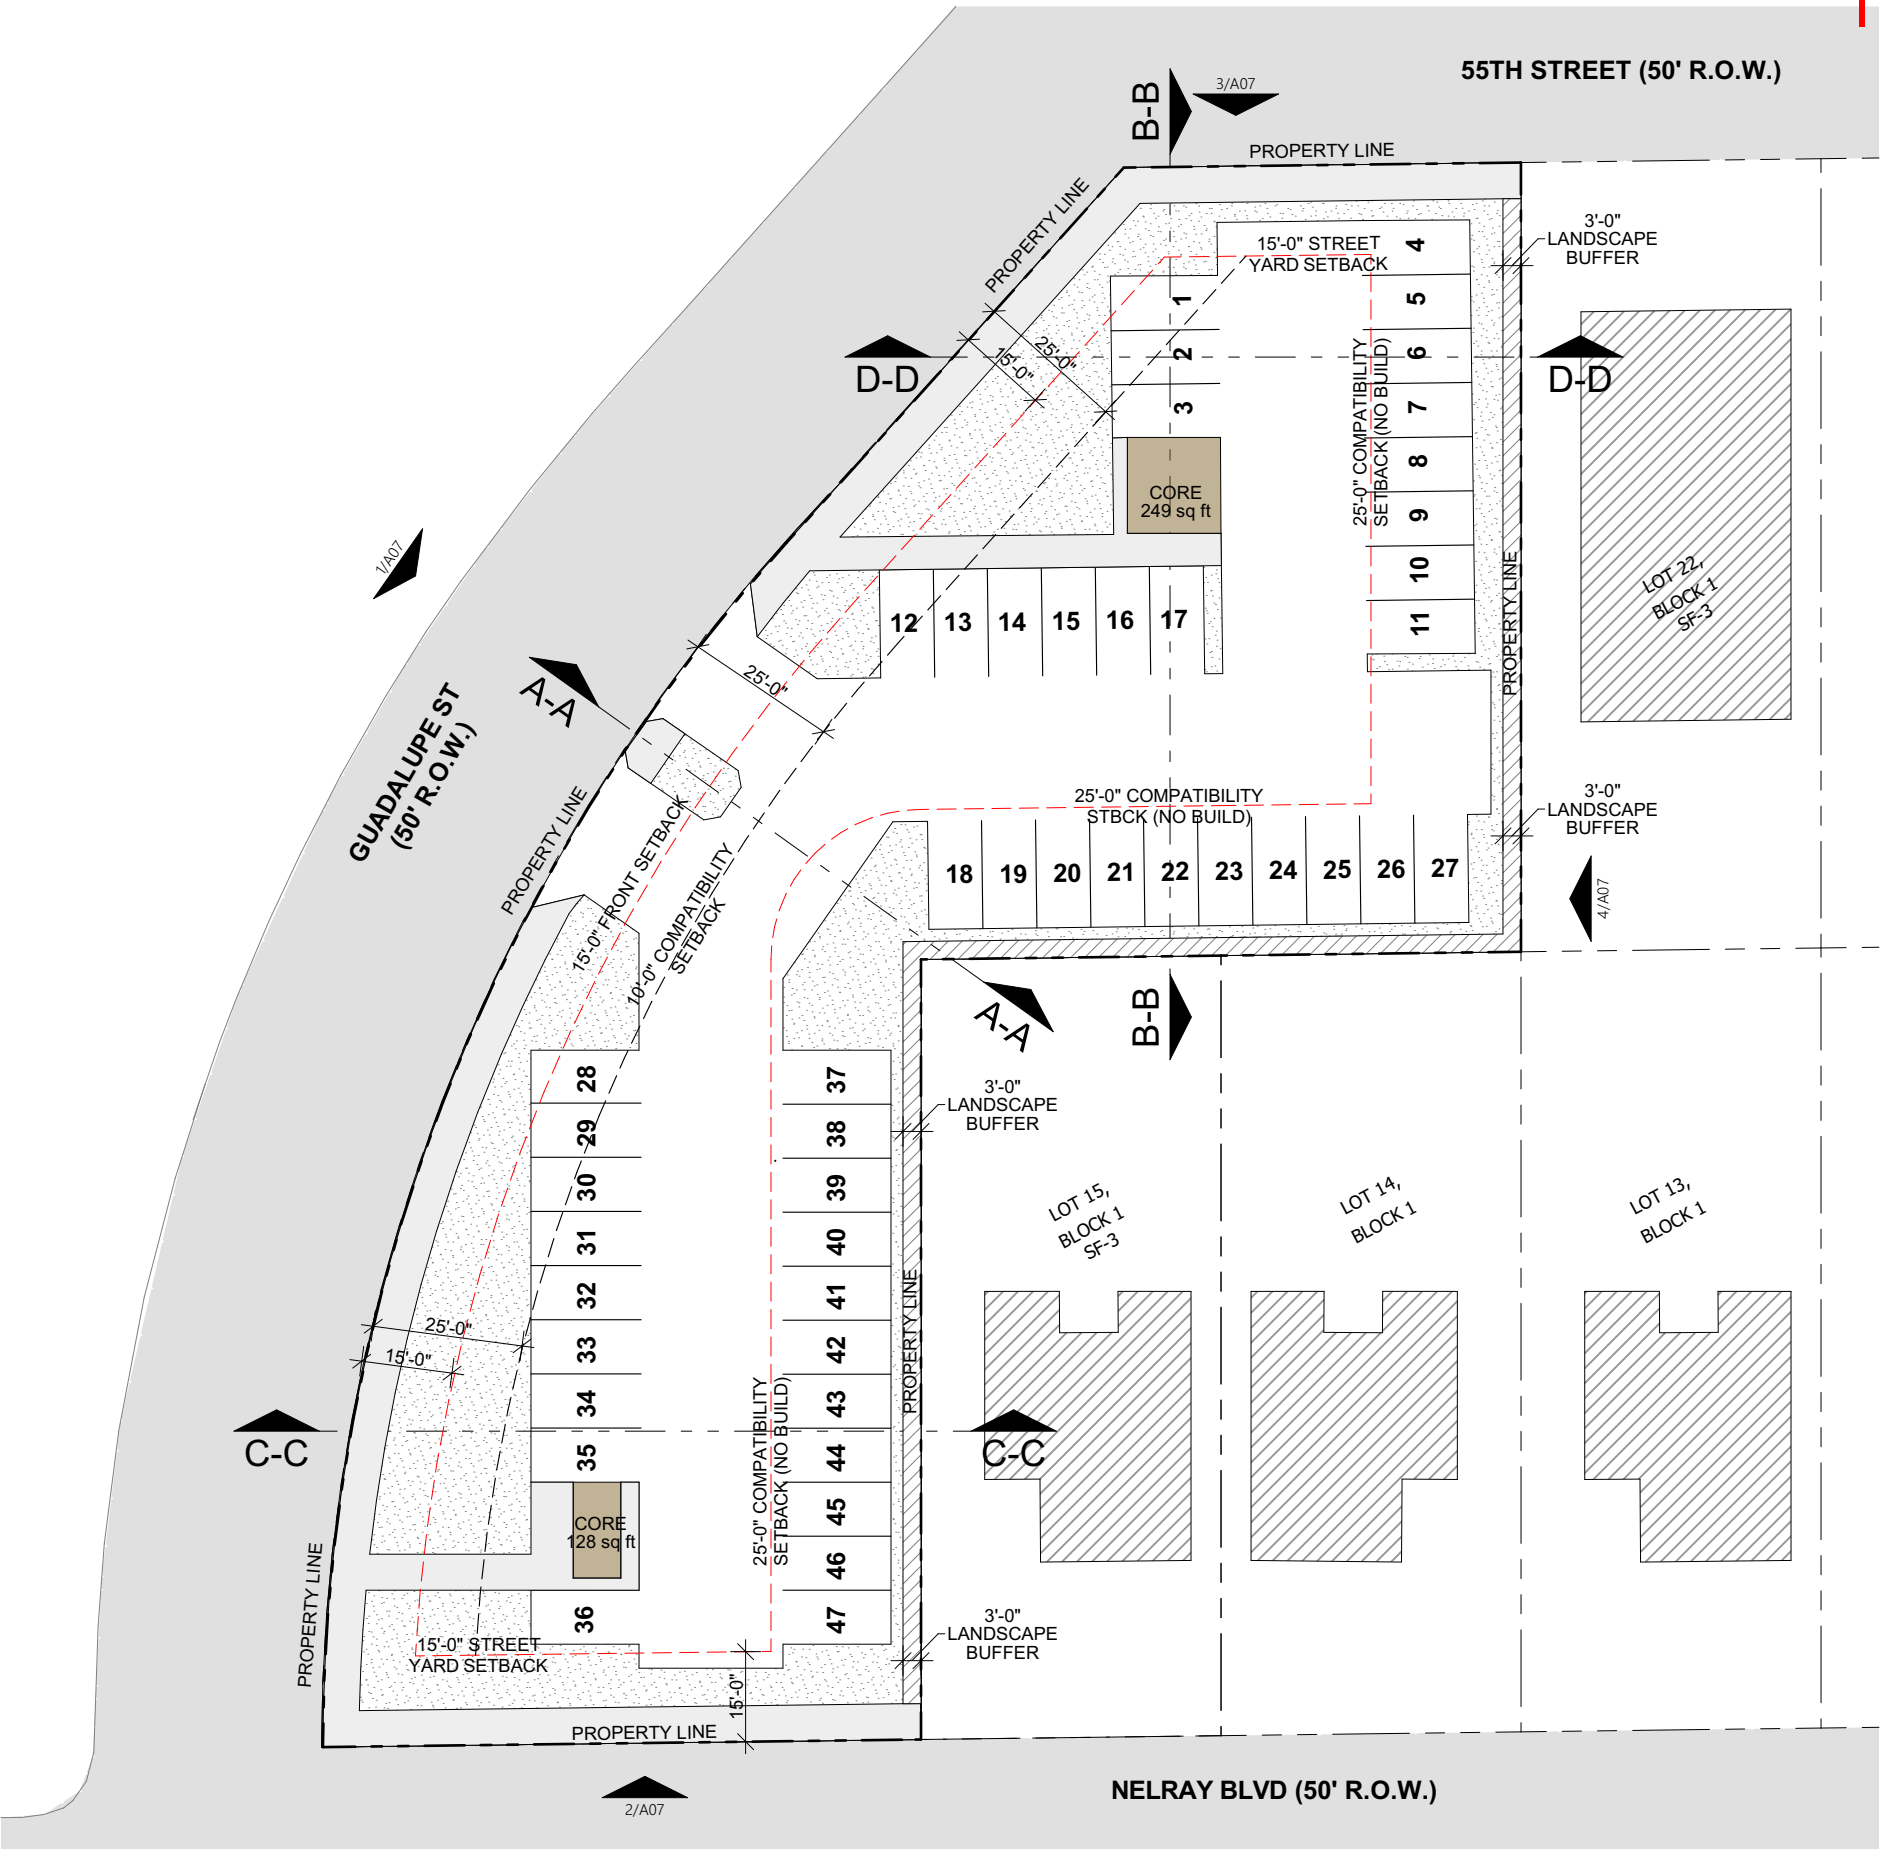 55TH STREET (50' R.O.W.)
3/A07
B-B
PROPERTY LINE
PROPERTY LINE
3'-0"
LANDSCAPE
BUFFER
15'-0" STREET
YARD SETBACK
4
5
6
7
8
9
10
11
1
2
3
25'-0"
15'-0"
D-D
D-D
25'-0" COMPATIBILITY
SETBACK (NO BUILD)
CORE
249 sq ft
1/A07
PROPERTY LINE
LOT 22,
BLOCK 1
SF-3
12
13
14
15
16
17
25'-0"
A-A
GUADALUPE ST
(50' R.O.W.)
25'-0" COMPATIBILITY
STBCK (NO BUILD)
3'-0"
LANDSCAPE
BUFFER
PROPERTY LINE
15'-0" FRONT SETBACK
10'-0" COMPATIBILITY
SETBACK
18
19
20
21
22
23
24
25
26
27
4/A07
A-A
B-B
28
29
30
31
32
33
34
35
37
38
39
40
41
42
43
44
45
46
47
3'-0"
LANDSCAPE
BUFFER
LOT 15,
BLOCK 1
SF-3
LOT 14,
BLOCK 1
LOT 13,
BLOCK 1
PROPERTY LINE
25'-0"
15'-0"
C-C
C-C
25'-0" COMPATIBILITY
SETBACK (NO BUILD)
CORE
128 sq ft
36
PROPERTY LINE
15'-0" STREET
YARD SETBACK
3'-0"
LANDSCAPE
BUFFER
15'-0"
PROPERTY LINE
2/A07
NELRAY BLVD (50' R.O.W.)